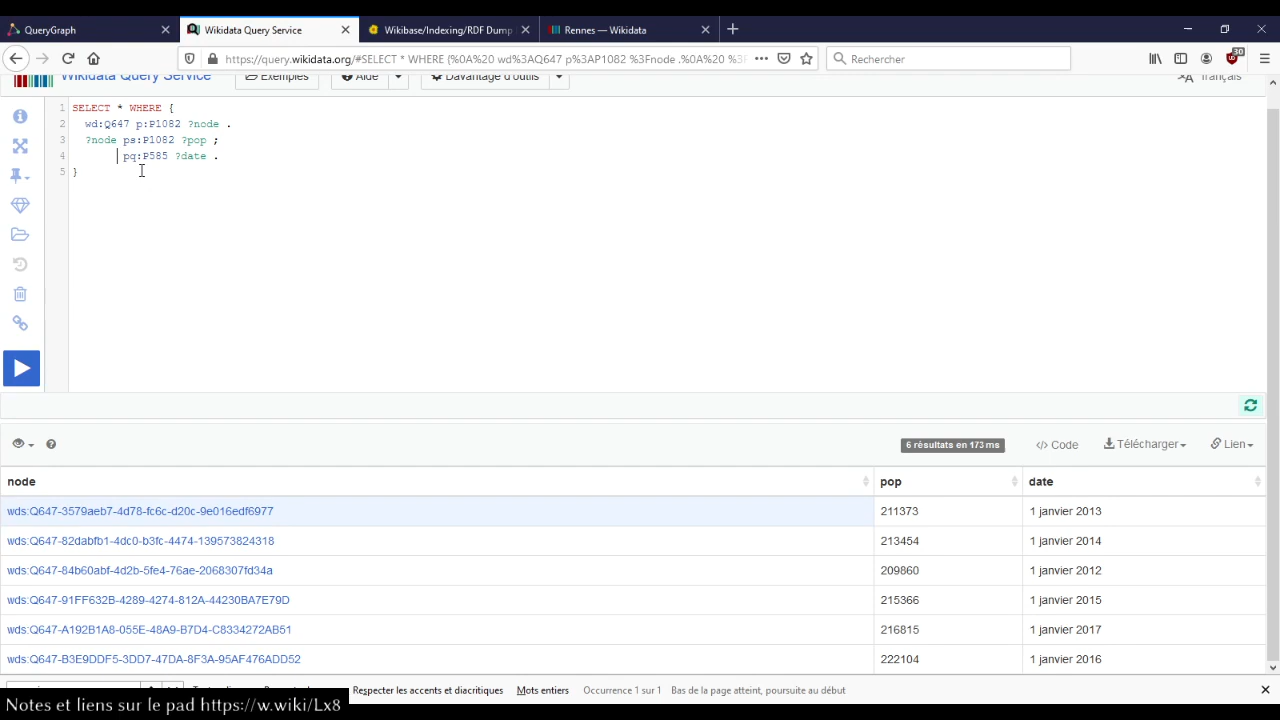 QueryGraph
Wikidata Query Service
Wikibase/Indexing/RDF Dump
Rennes — Wikidata
https://query.wikidata.org/#SELECT * WHERE {%0A%20 wd%3AQ647 p%3AP1082 %3Fnode .%0A%20 %3F
Rechercher
30
Wikidata Query Service
Exemples
Aide
Davantage d'outils
français
1 SELECT * WHERE {
2 wd:Q647 p:P1082 ?node .
3 ?node ps:P1082 ?pop ;
4 pq:P585 ?date .
5 }
6 résultats en 173 ms
</> Code
Télécharger
Lien
node pop date
wds:Q647-3579aeb7-4d78-fc6c-d20c-9e016edf6977 211373 1 janvier 2013
wds:Q647-82dabfb1-4dc0-b3fc-4474-139573824318 213454 1 janvier 2014
wds:Q647-84b60abf-4d2b-5fe4-76ae-2068307fd34a 209860 1 janvier 2012
wds:Q647-91FF632B-4289-4274-812A-44230BA7E79D 215366 1 janvier 2015
wds:Q647-A192B1A8-055E-48A9-B7D4-C8334272AB51 216815 1 janvier 2017
wds:Q647-B3E9DDF5-3DD7-47DA-8F3A-95AF476ADD52 222104 1 janvier 2016
Respecter les accents et diacritiques
Mots entiers
Occurrence 1 sur 1
Bas de la page atteint, poursuite au début
Notes et liens sur le pad https://w.wiki/Lx8